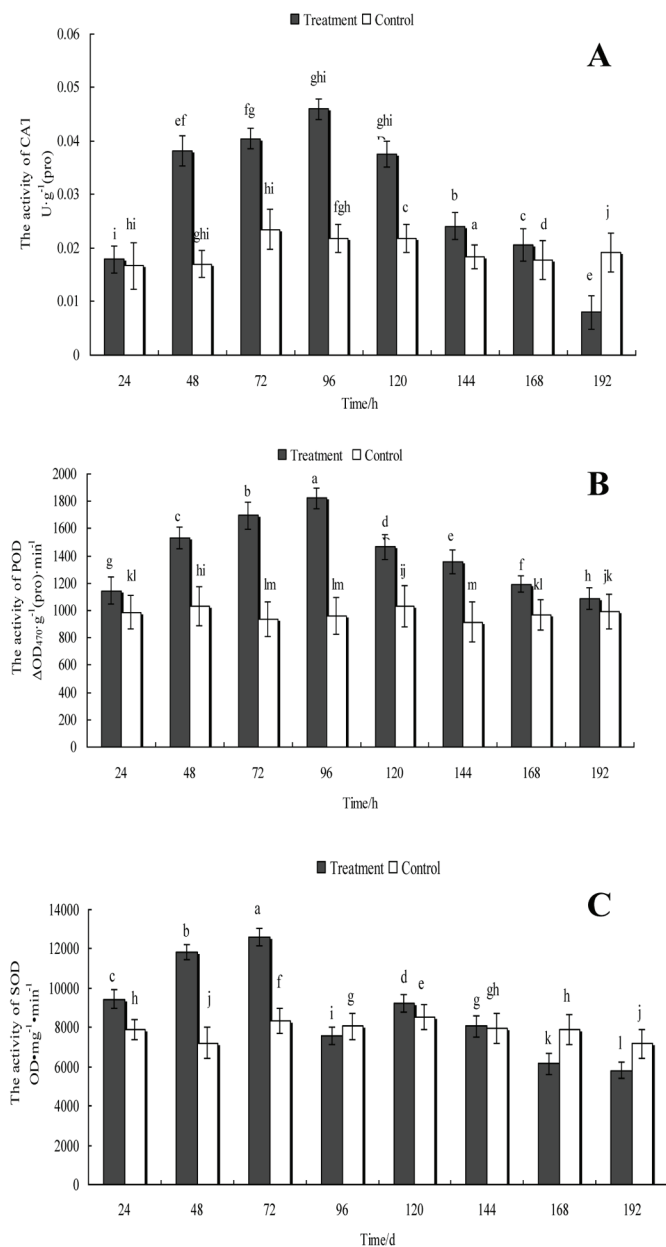 Treatment Control
A
0.06
0.05
0.04
0.03
0.02
0.01
0
The activity of CAT
U·g⁻¹(pro)
i hi ef ghi fg hi ghi fgh ghi c b a c d e j
24 48 72 96 120 144 168 192
Time/h
Treatment Control
B
2000
1800
1600
1400
1200
1000
800
600
400
200
0
The activity of POD
ΔOD₄₇₀·g⁻¹(pro)·min⁻¹
g kl c hi b lm a lm d ij e m f kl h jk
24 48 72 96 120 144 168 192
Time/h
Treatment Control
C
14000
12000
10000
8000
6000
4000
2000
0
The activity of SOD
OD•mg⁻¹•min⁻¹
c h b j a f i g d e g gh k h l j
24 48 72 96 120 144 168 192
Time/d